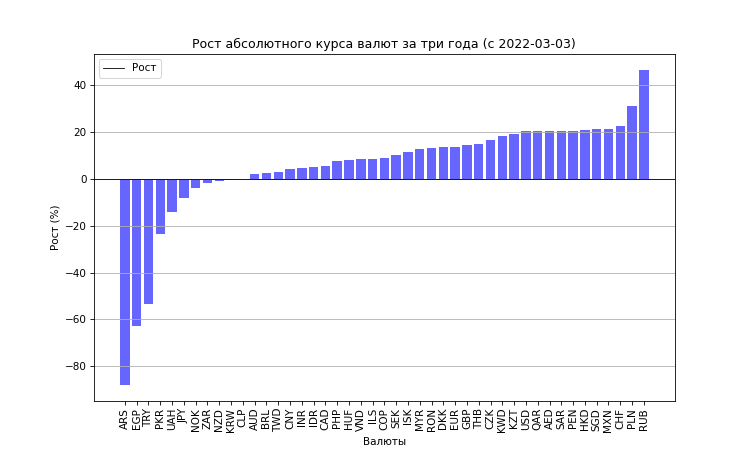 Рост абсолютного курса валют за три года (с 2022-03-03)
Рост
Рост (%)
40
20
0
−20
−40
−60
−80
ARS EGP TRY PKR UAH JPY NOK ZAR NZD KRW CLP AUD BRL TWD CNY INR IDR CAD PHP HUF VND ILS COP SEK ISK MYR RON DKK EUR GBP THB CZK KWD KZT USD QAR AED SAR PEN HKD SGD MXN CHF PLN RUB
Валюты